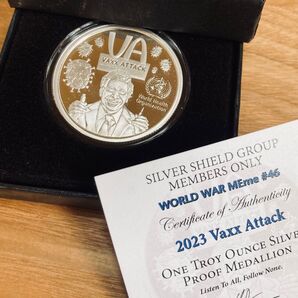 VA
VAXX ATTACK
World Health
Organization
SILVER SHIELD GROUP
MEMBERS ONLY
WORLD WAR MEme #46
Certificate of Authenticity
2023 Vaxx Attack
ONE TROY OUNCE SILVER
PROOF MEDALLION
Listen To All, Follow None.